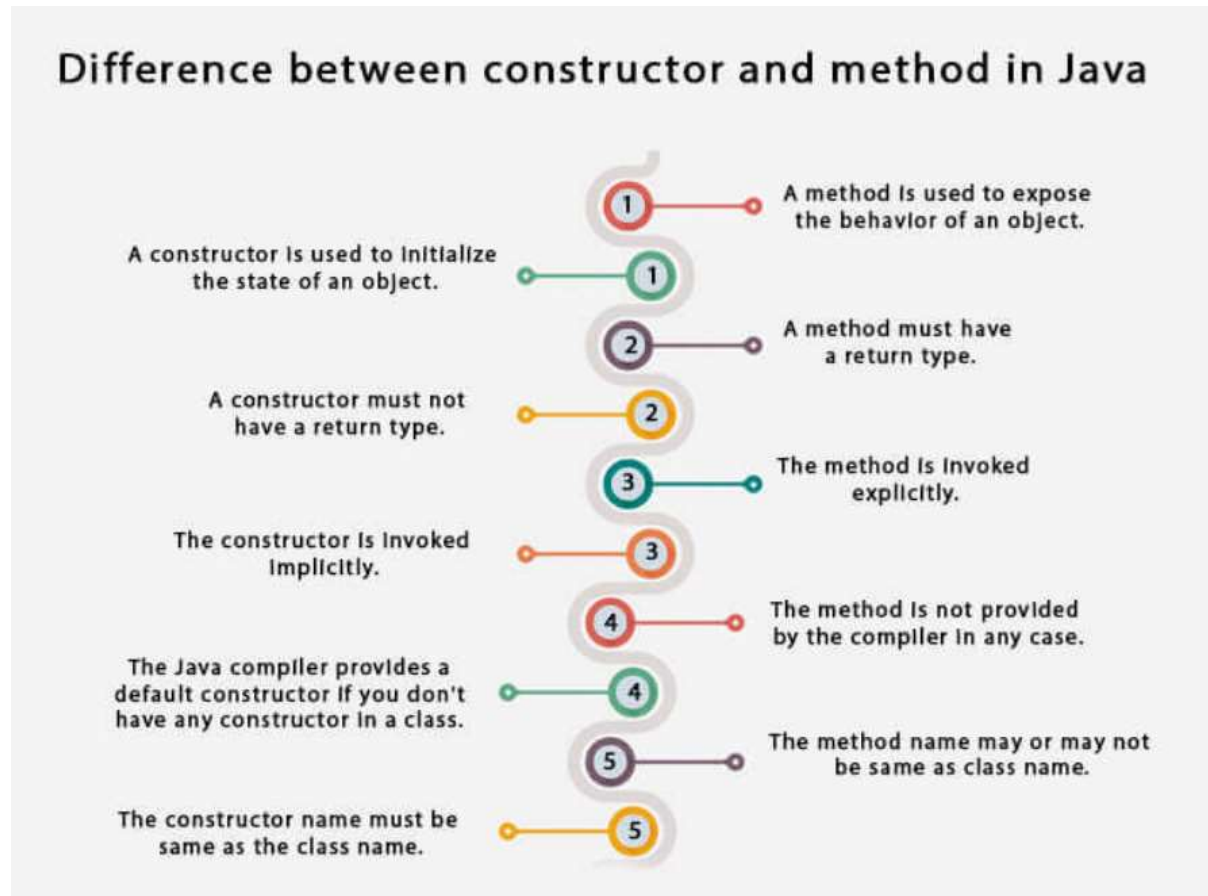 Difference between constructor and method in Java
1
A method is used to expose
the behavior of an object.
A constructor is used to initialize
the state of an object.
1
2
A method must have
a return type.
A constructor must not
have a return type.
2
3
The method is invoked
explicitly.
The constructor is invoked
implicitly.
3
4
The method is not provided
by the compiler in any case.
The Java compiler provides a
default constructor if you don't
have any constructor in a class.
4
5
The method name may or may not
be same as class name.
The constructor name must be
same as the class name.
5